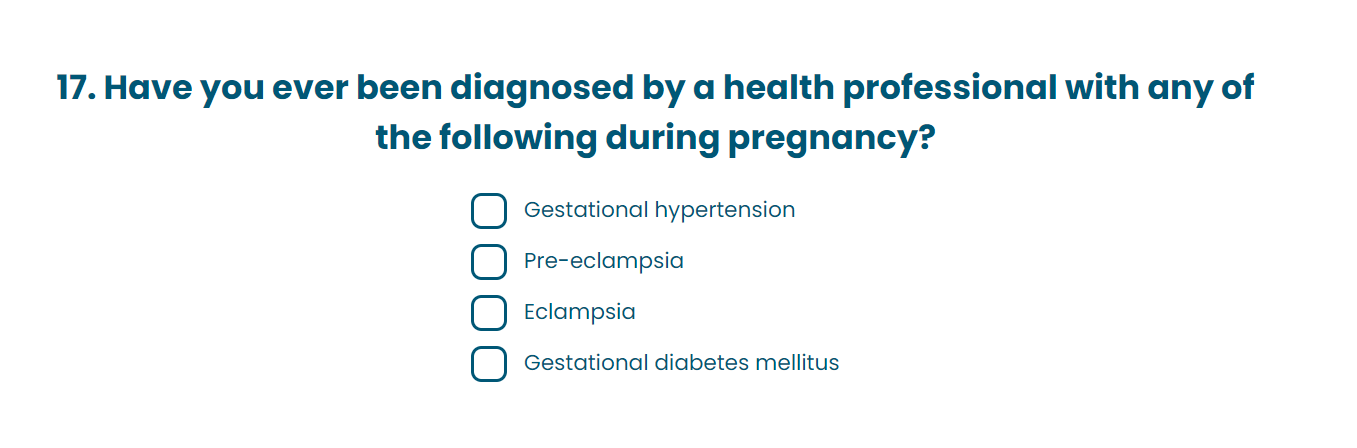 17. Have you ever been diagnosed by a health professional with any of
the following during pregnancy?
Gestational hypertension
Pre-eclampsia
Eclampsia
Gestational diabetes mellitus